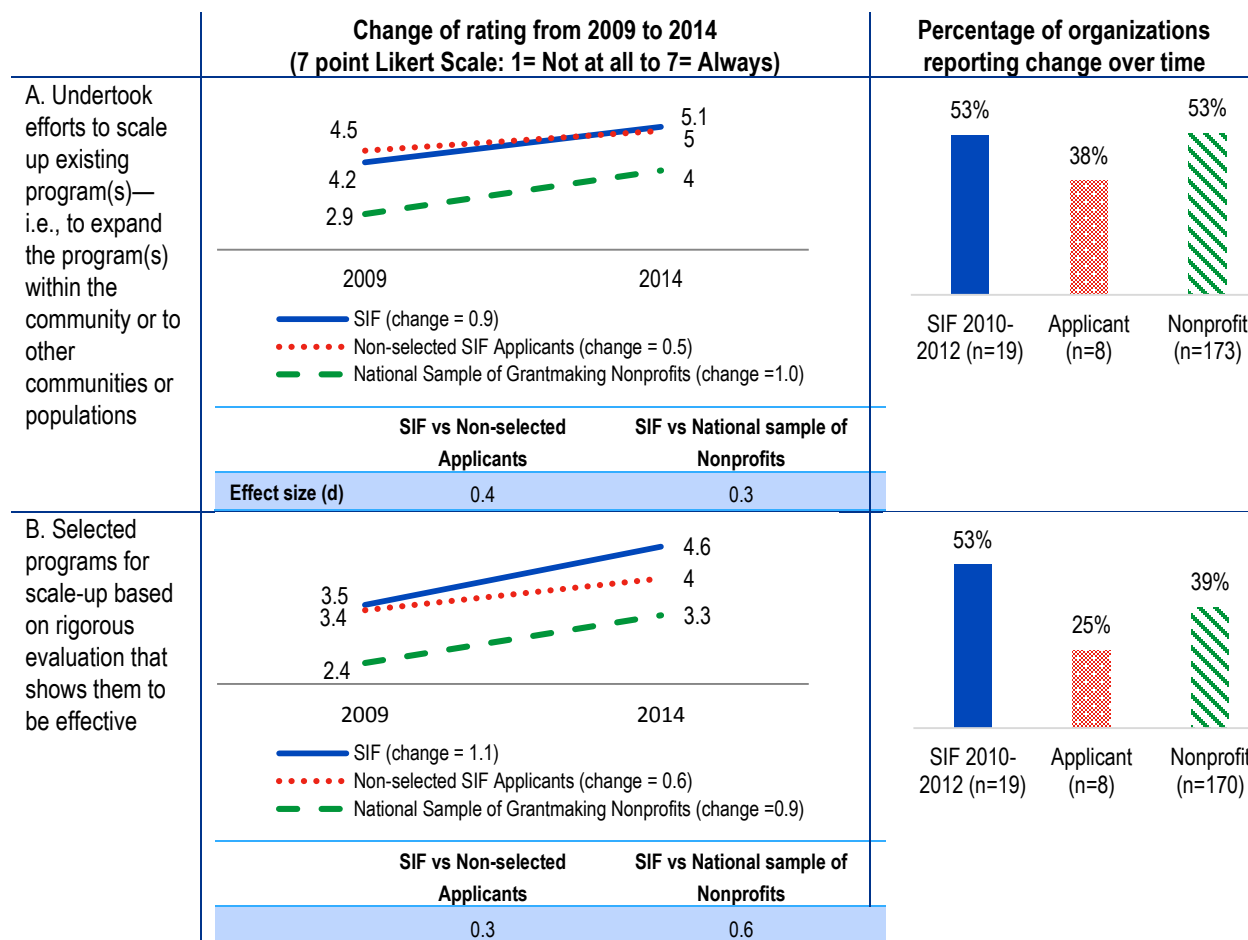 Change of rating from 2009 to 2014
(7 point Likert Scale: 1= Not at all to 7= Always)
Percentage of organizations
reporting change over time
A. Undertook
efforts to scale
up existing
program(s)—
i.e., to expand
the program(s)
within the
community or to
other
communities or
populations
4.5
4.2
2.9
5.1
5
4
2009
2014
SIF (change = 0.9)
Non-selected SIF Applicants (change = 0.5)
National Sample of Grantmaking Nonprofits (change =1.0)
SIF vs Non-selected
Applicants
SIF vs National sample of
Nonprofits
Effect size (d)
0.4
0.3
53%
38%
53%
SIF 2010-
2012 (n=19)
Applicant
(n=8)
Nonprofit
(n=173)
B. Selected
programs for
scale-up based
on rigorous
evaluation that
shows them to
be effective
3.5
3.4
2.4
4.6
4
3.3
2009
2014
SIF (change = 1.1)
Non-selected SIF Applicants (change = 0.6)
National Sample of Grantmaking Nonprofits (change =0.9)
SIF vs Non-selected
Applicants
SIF vs National sample of
Nonprofits
0.3
0.6
53%
25%
39%
SIF 2010-
2012 (n=19)
Applicant
(n=8)
Nonprofit
(n=170)